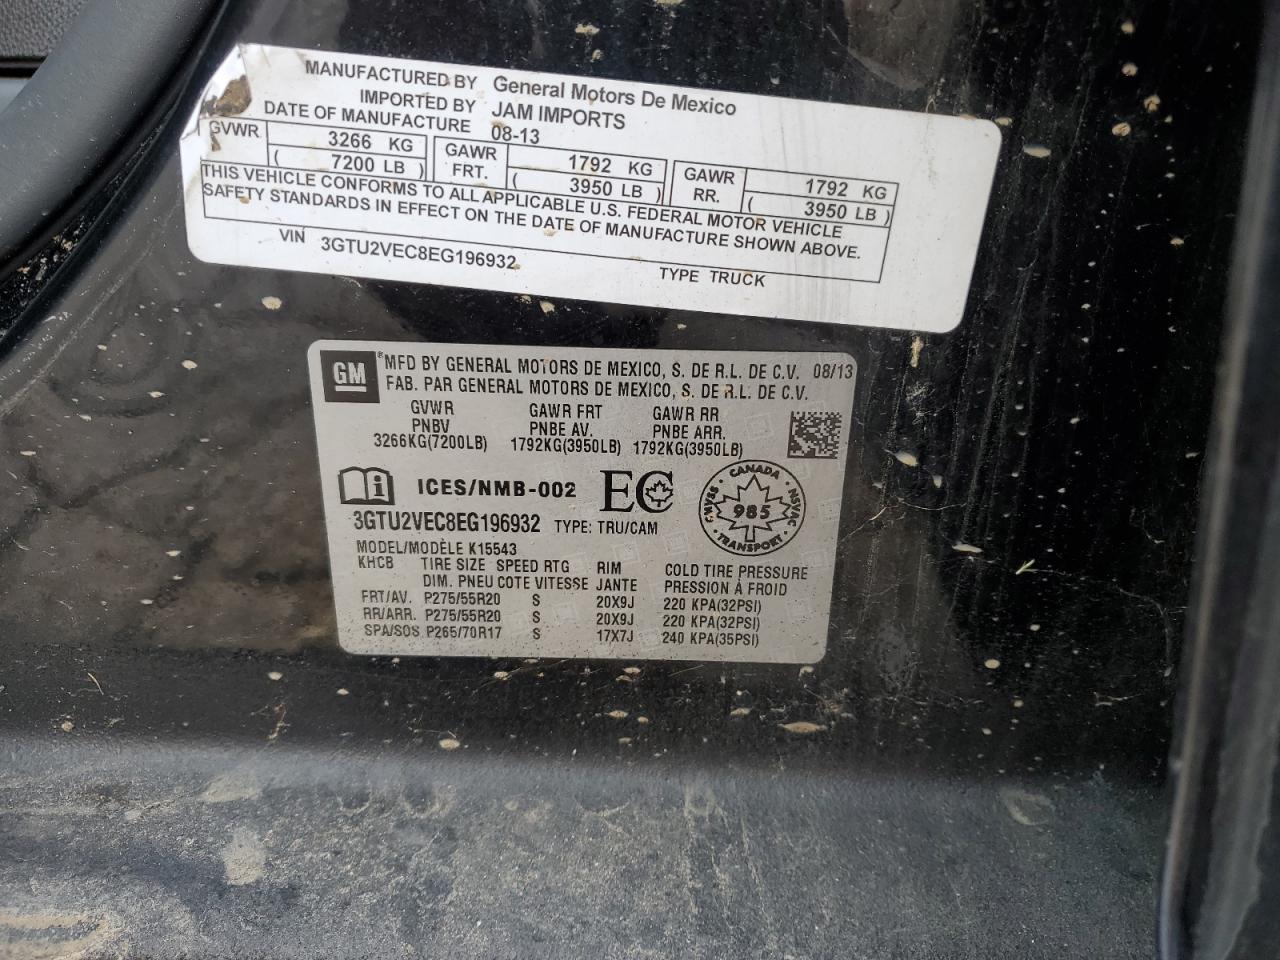 MANUFACTURED BY General Motors De Mexico
IMPORTED BY JAM IMPORTS
DATE OF MANUFACTURE 08-13
GVWR 3266 KG GAWR FRT. 1792 KG GAWR RR. 1792 KG
( 7200 LB ) ( 3950 LB ) ( 3950 LB )
THIS VEHICLE CONFORMS TO ALL APPLICABLE U.S. FEDERAL MOTOR VEHICLE
SAFETY STANDARDS IN EFFECT ON THE DATE OF MANUFACTURE SHOWN ABOVE.
VIN 3GTU2VEC8EG196932 TYPE TRUCK
GM ®MFD BY GENERAL MOTORS DE MEXICO, S. DE R.L. DE C.V. 08/13
FAB. PAR GENERAL MOTORS DE MEXICO, S. DE R.L. DE C.V.
GVWR GAWR FRT GAWR RR
PNBV PNBE AV. PNBE ARR.
3266KG(7200LB) 1792KG(3950LB) 1792KG(3950LB)
i ICES/NMB-002 EC
CANADA
NSVAC
985
TRANSPORT
CMVSS
3GTU2VEC8EG196932 TYPE: TRU/CAM
MODEL/MODÈLE K15543
KHCB TIRE SIZE SPEED RTG RIM COLD TIRE PRESSURE
DIM. PNEU COTE VITESSE JANTE PRESSION À FROID
FRT/AV. P275/55R20 S 20X9J 220 KPA(32PSI)
RR/ARR. P275/55R20 S 20X9J 220 KPA(32PSI)
SPA/SOS P265/70R17 S 17X7J 240 KPA(35PSI)